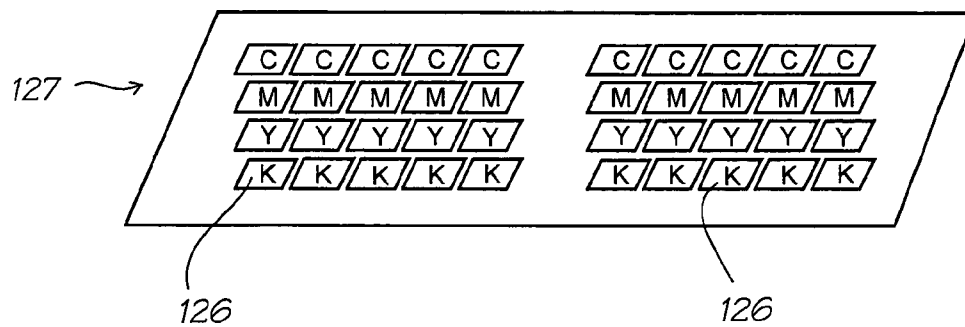 C C C C C C C C C C
127 M M M M M M M M M M
Y Y Y Y Y Y Y Y Y Y
K K K K K K K K K K
126 126